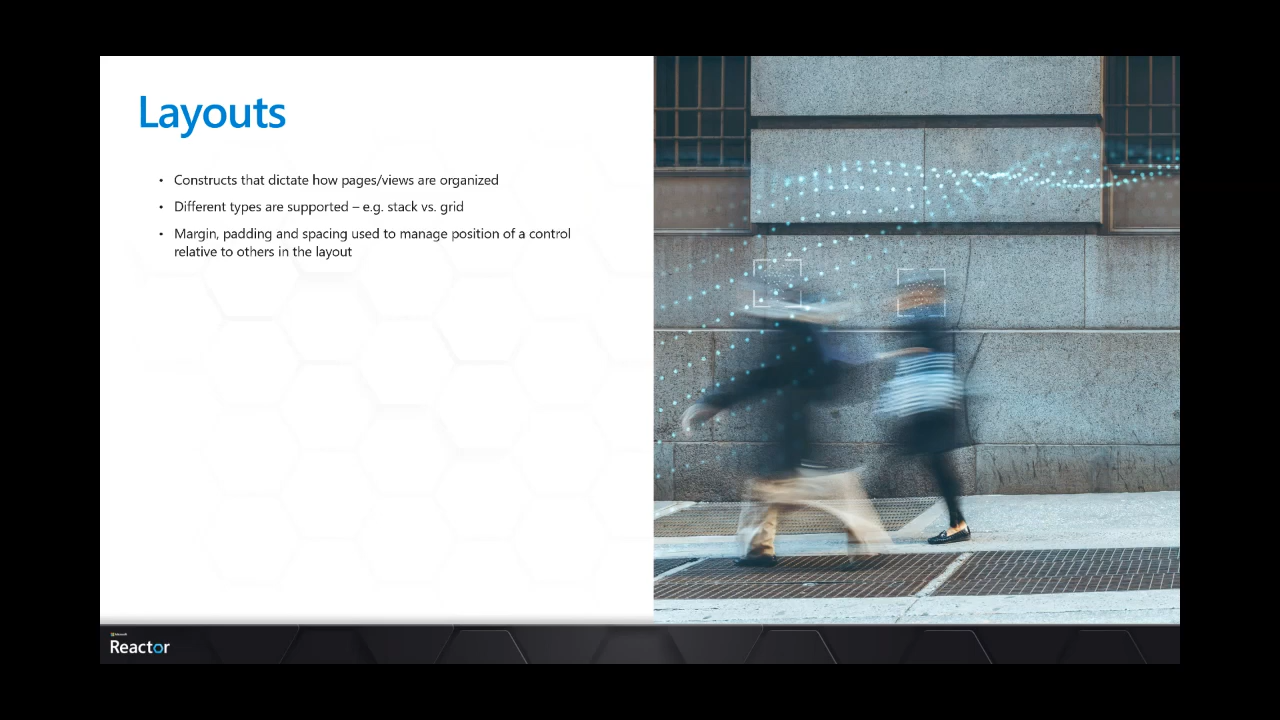 Layouts
• Constructs that dictate how pages/views are organized
• Different types are supported – e.g. stack vs. grid
• Margin, padding and spacing used to manage position of a control
relative to others in the layout
Microsoft
Reactor